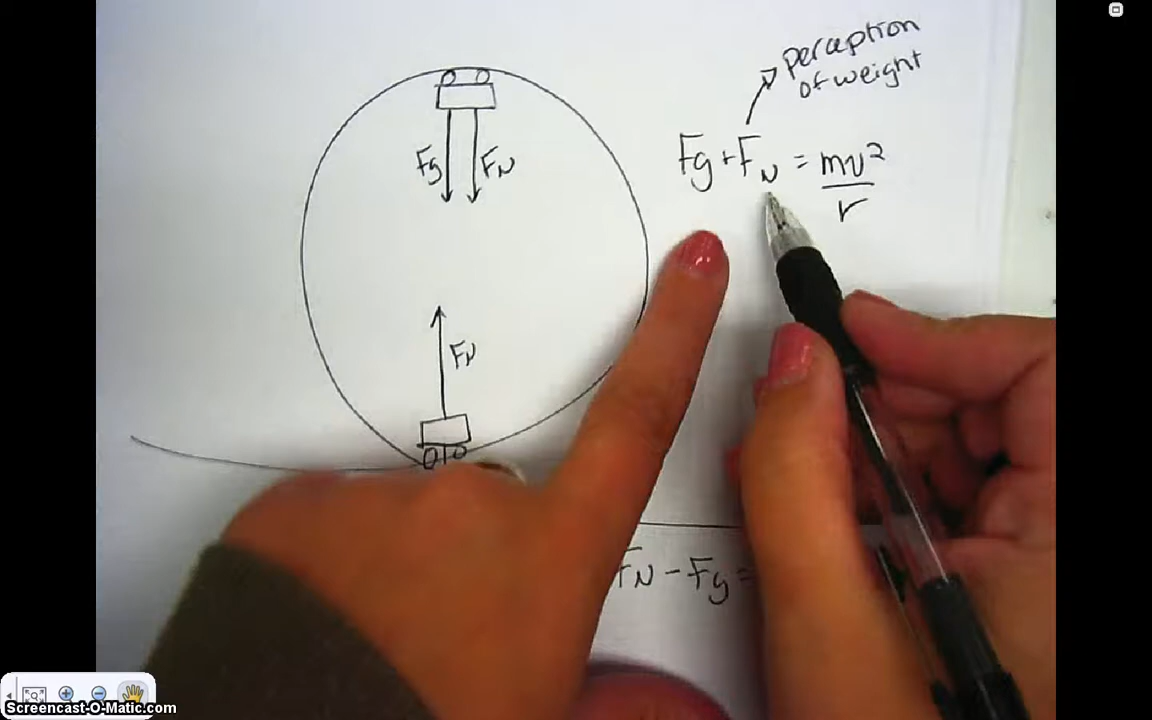 perception
of weight
Fg + FN = mv²
r
Fg FN
FN
FN - Fg =
Screencast-O-Matic.com